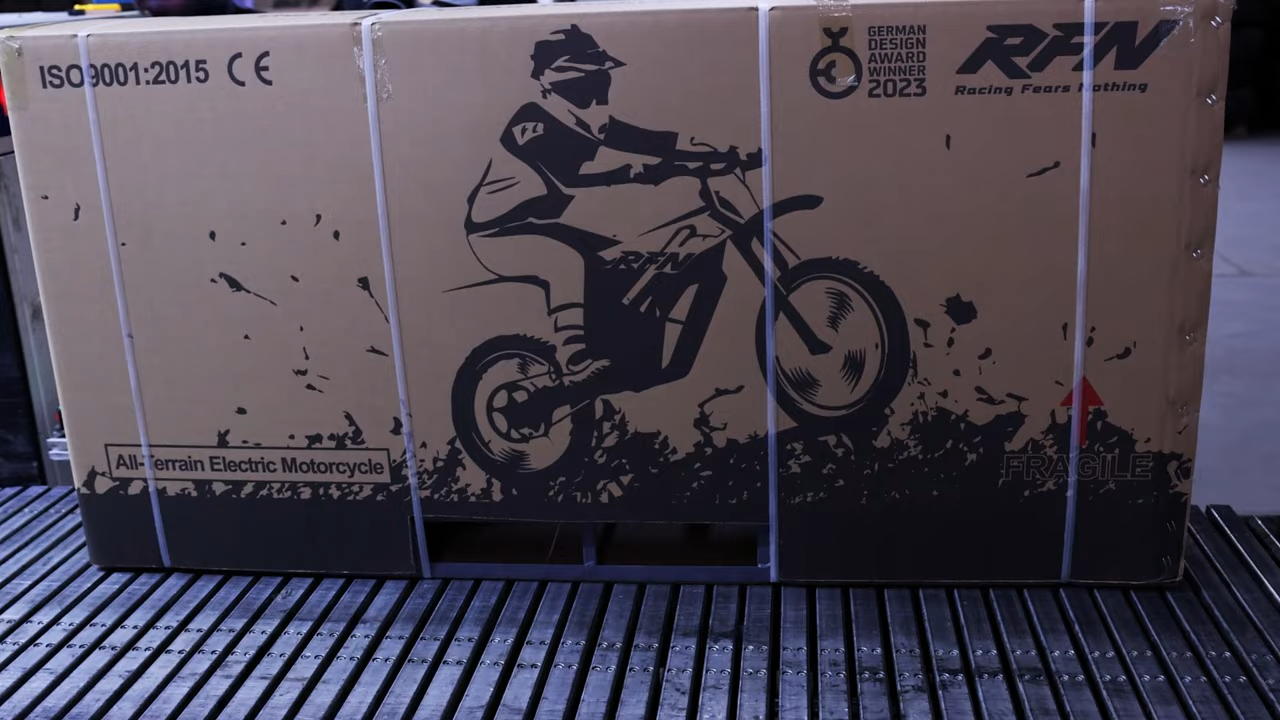 ISO9001:2015 CE
GERMAN
DESIGN
AWARD
WINNER
2023
RFN
Racing Fears Nothing
RFN
All-Terrain Electric Motorcycle
FRAGILE